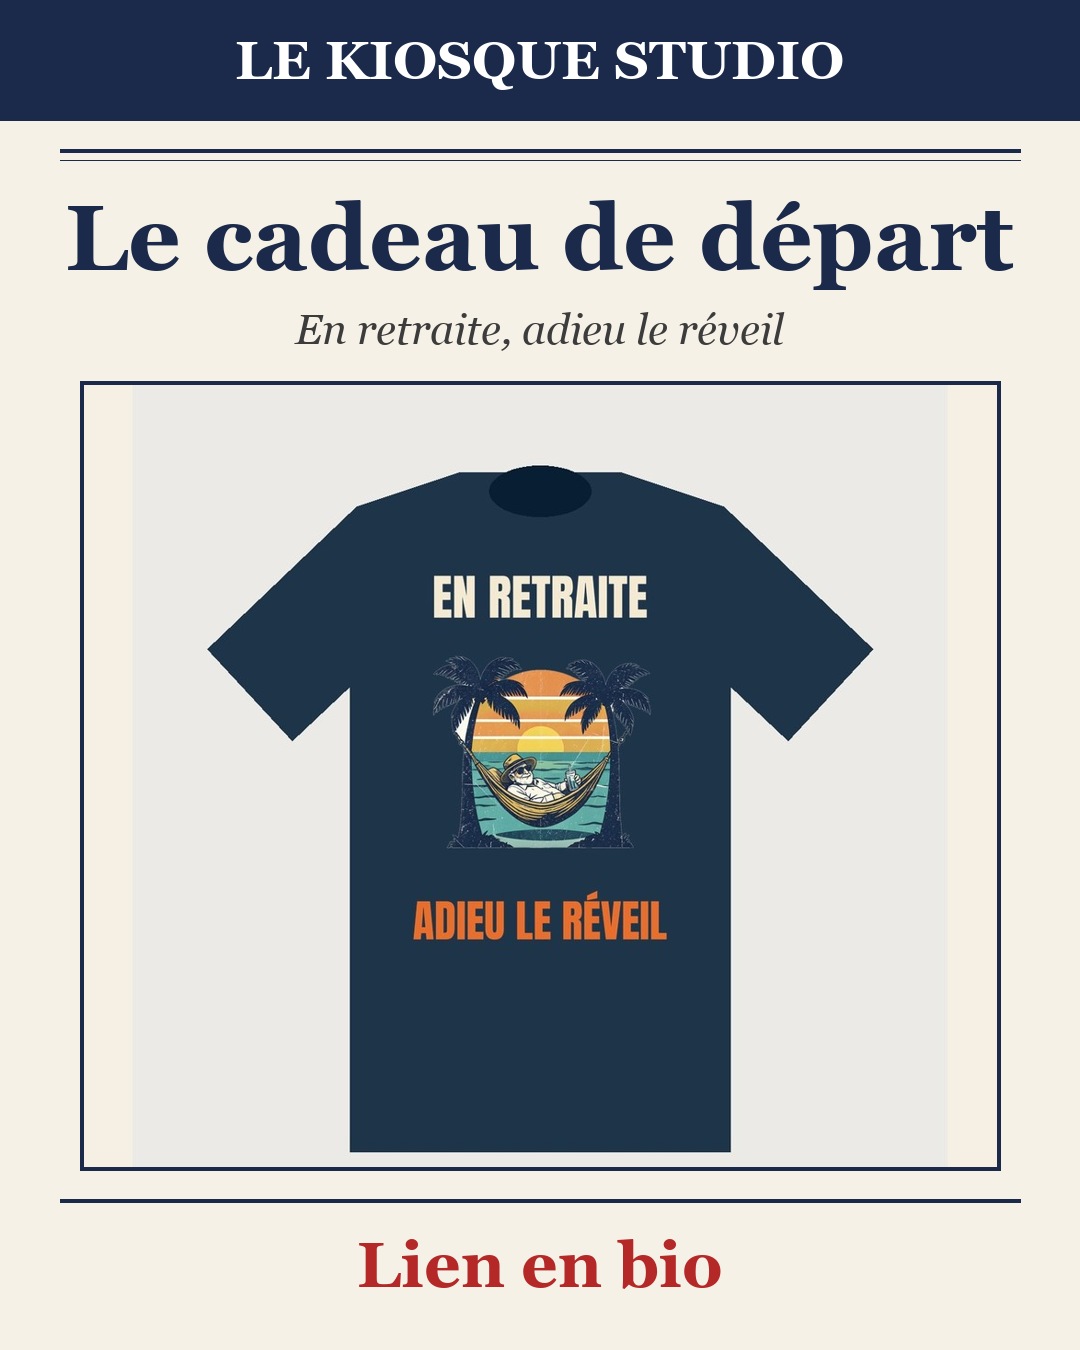 LE KIOSQUE STUDIO
Le cadeau de départ
En retraite, adieu le réveil
EN RETRAITE
ADIEU LE RÉVEIL
Lien en bio